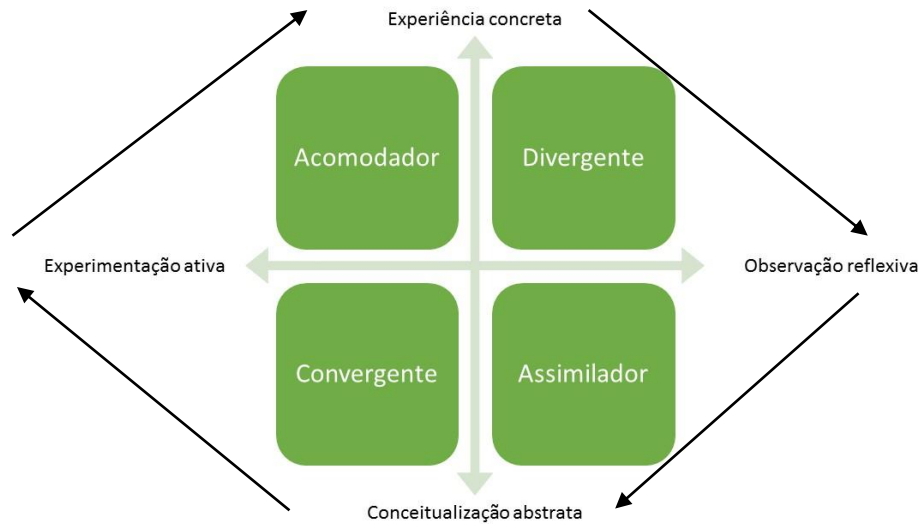 Experiência concreta
Acomodador
Divergente
Experimentação ativa
Observação reflexiva
Convergente
Assimilador
Conceitualização abstrata